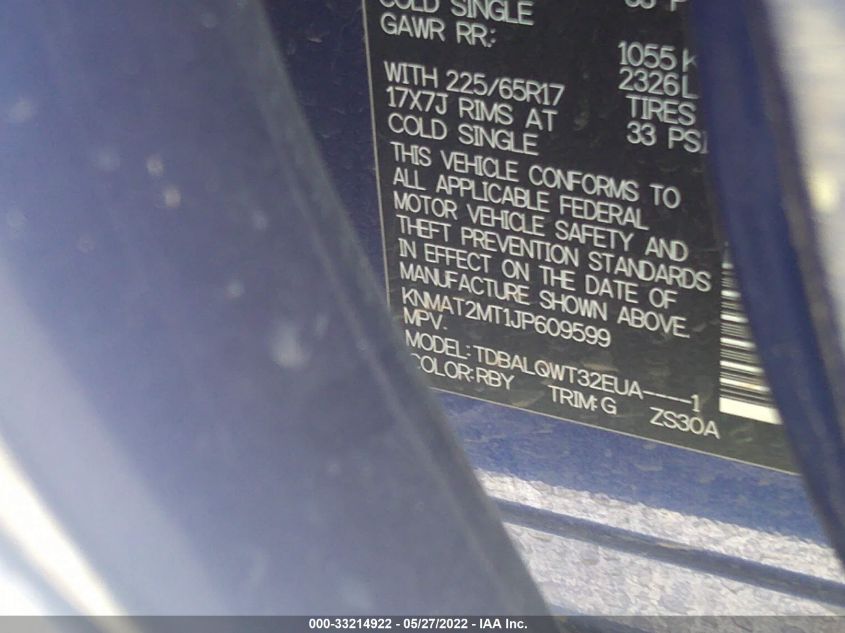 COLD SINGLE
GAWR RR:
1055 K
WITH 225/65R17 2326 L
17X7J RIMS AT TIRES
COLD SINGLE 33 PSI
THIS VEHICLE CONFORMS TO
ALL APPLICABLE FEDERAL
MOTOR VEHICLE SAFETY AND
THEFT PREVENTION STANDARDS
IN EFFECT ON THE DATE OF
MANUFACTURE SHOWN ABOVE.
KNMAT2MT1JP609599
MPV.
MODEL: TDBALQWT32EUA----1
COLOR:RBY TRIM: G ZS30A
000-33214922 - 05/27/2022 - IAA Inc.